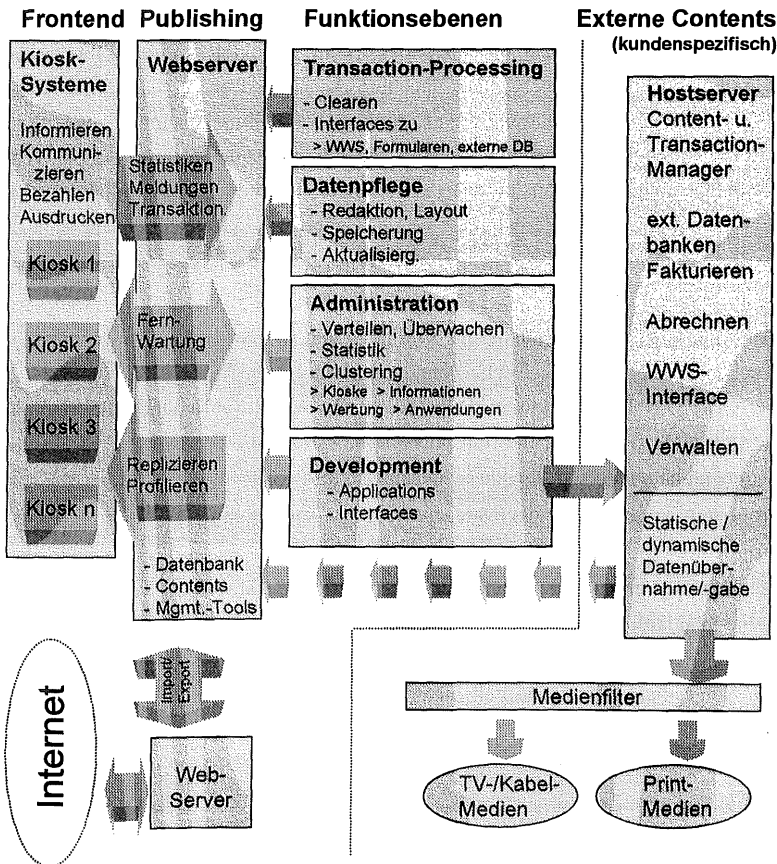 Frontend
Publishing
Funktionsebenen
Externe Contents
(kundenspezifisch)
Kiosk-
Systeme
Informieren
Kommuni-
zieren
Bezahlen
Ausdrucken
Kiosk 1
Kiosk 2
Kiosk 3
Kiosk n
Webserver
Statistiken
Meldungen
Transaktion.
Fern-
Wartung
Replizieren
Profilieren
- Datenbank
- Contents
- Mgmt.-Tools
Transaction-Processing
- Clearen
- Interfaces zu
> WWS, Formularen, externe DB
Datenpflege
- Redaktion, Layout
- Speicherung
- Aktualisierg.
Administration
- Verteilen, Überwachen
- Statistik
- Clustering
> Kioske > Informationen
> Werbung > Anwendungen
Development
- Applications
- Interfaces
Hostserver
Content- u.
Transaction-
Manager
ext. Daten-
banken
Fakturieren
Abrechnen
WWS-
Interface
Verwalten
Statische /
dynamische
Datenüber-
nahme/-gabe
Internet
Import/
Export
Web-
Server
Medienfilter
TV-/Kabel-
Medien
Print-
Medien